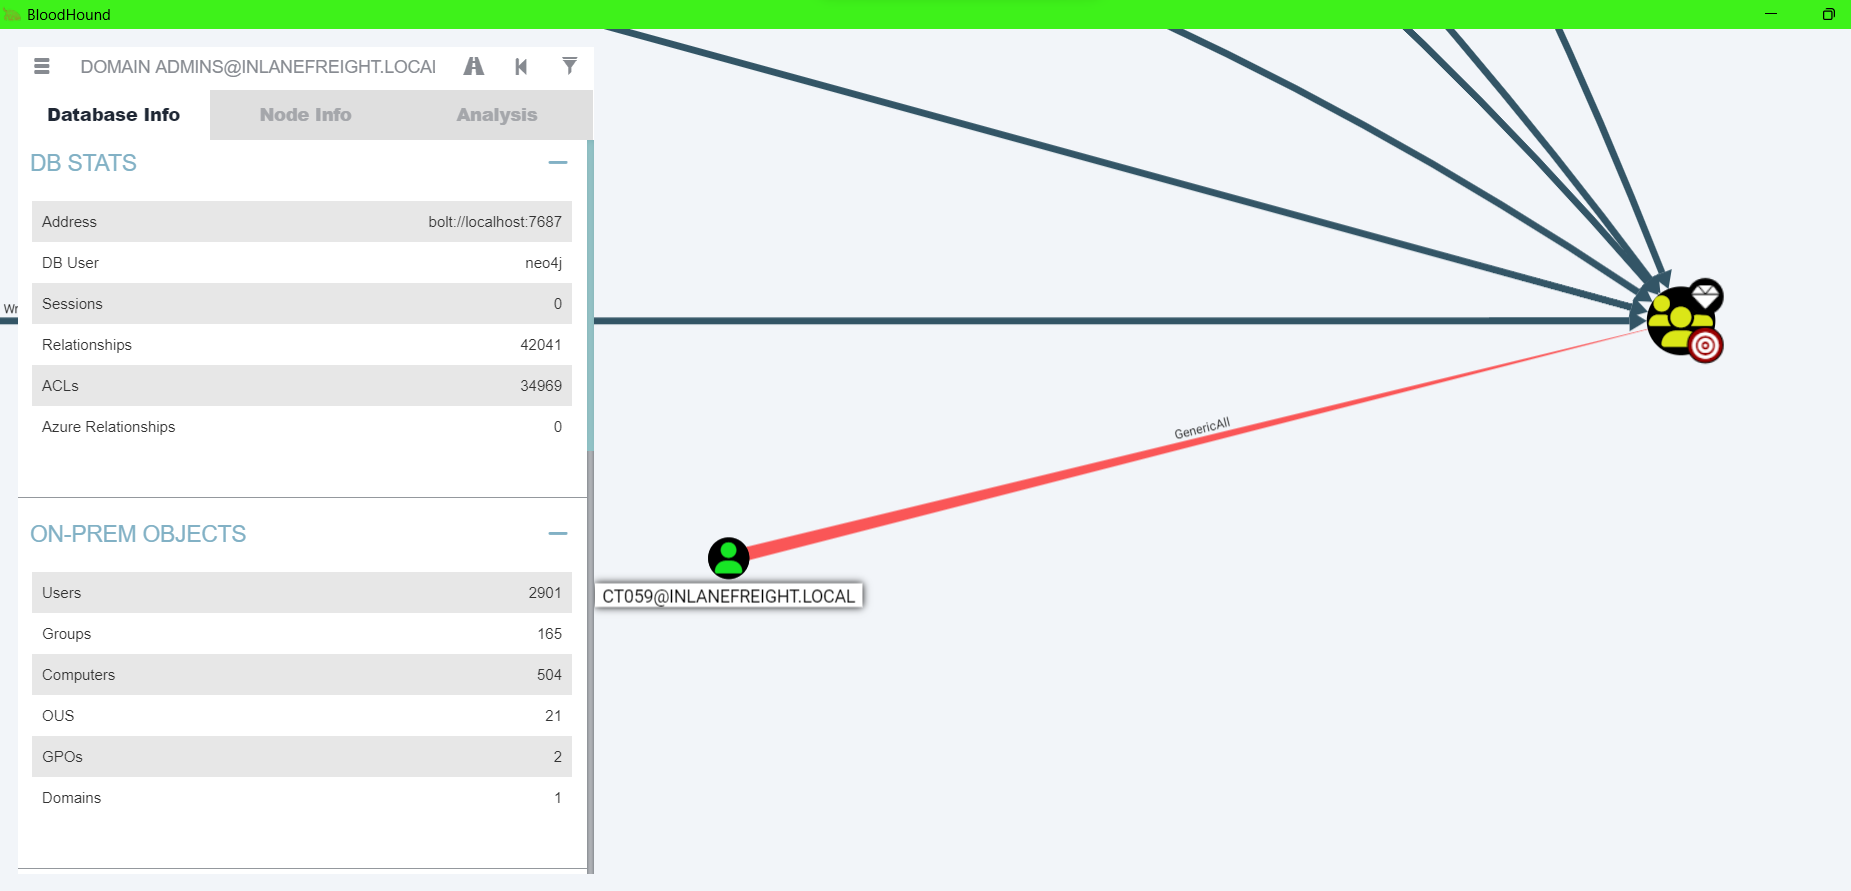 BloodHound
DOMAIN ADMINS@INLANEFREIGHT.LOCAI
Database Info
Node Info
Analysis
DB STATS
Address bolt://localhost:7687
DB User neo4j
Sessions 0
Wr
Relationships 42041
ACLs 34969
Azure Relationships 0
GenericAll
ON-PREM OBJECTS
CT059@INLANEFREIGHT.LOCAL
Users 2901
Groups 165
Computers 504
OUS 21
GPOs 2
Domains 1